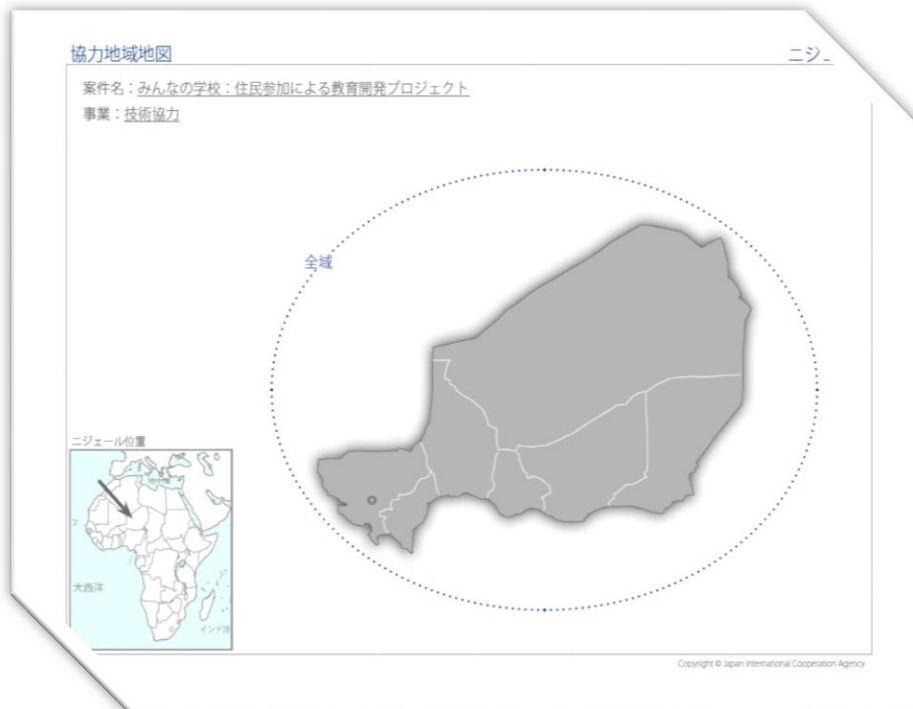 協力地域地図
ニジ
案件名：みんなの学校：住民参加による教育開発プロジェクト
事業：技術協力
全域
ニジェール位置
大西洋
インド洋
Copyright © Japan International Cooperation Agency